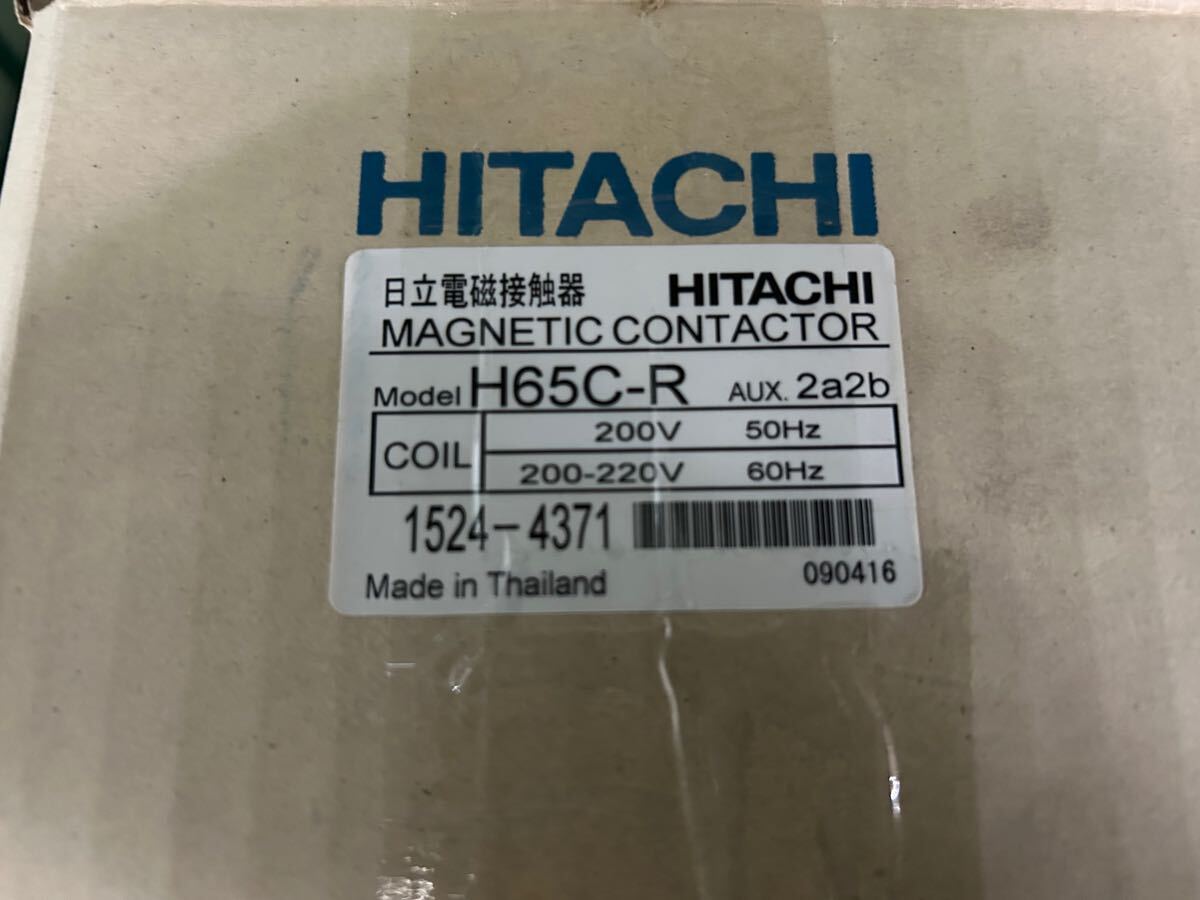 HITACHI
日立電磁接触器 HITACHI
MAGNETIC CONTACTOR
Model H65C-R AUX. 2a2b
COIL 200V 50Hz
200-220V 60Hz
1524-4371
Made in Thailand 090416